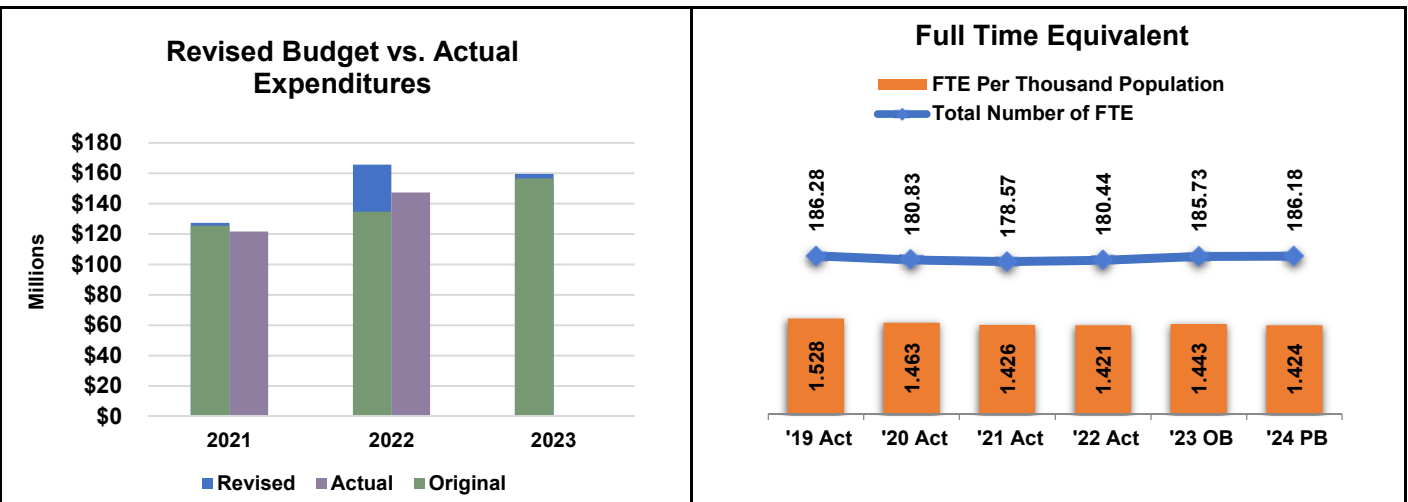 Revised Budget vs. Actual
Expenditures
Millions
$180
$160
$140
$120
$100
$80
$60
$40
$20
$0
2021
2022
2023
Revised
Actual
Original
Full Time Equivalent
FTE Per Thousand Population
Total Number of FTE
186.28
180.83
178.57
180.44
185.73
186.18
1.528
1.463
1.426
1.421
1.443
1.424
'19 Act
'20 Act
'21 Act
'22 Act
'23 OB
'24 PB